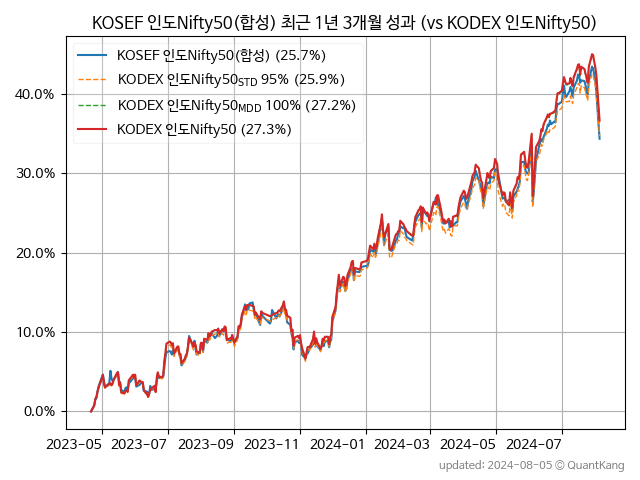 KOSEF 인도Nifty50(합성) 최근 1년 3개월 성과 (vs KODEX 인도Nifty50)
KOSEF 인도Nifty50(합성) (25.7%)
KODEX 인도Nifty50STD 95% (25.9%)
KODEX 인도Nifty50MDD 100% (27.2%)
KODEX 인도Nifty50 (27.3%)
40.0%
30.0%
20.0%
10.0%
0.0%
2023-05 2023-07 2023-09 2023-11 2024-01 2024-03 2024-05 2024-07
updated: 2024-08-05 © QuantKang